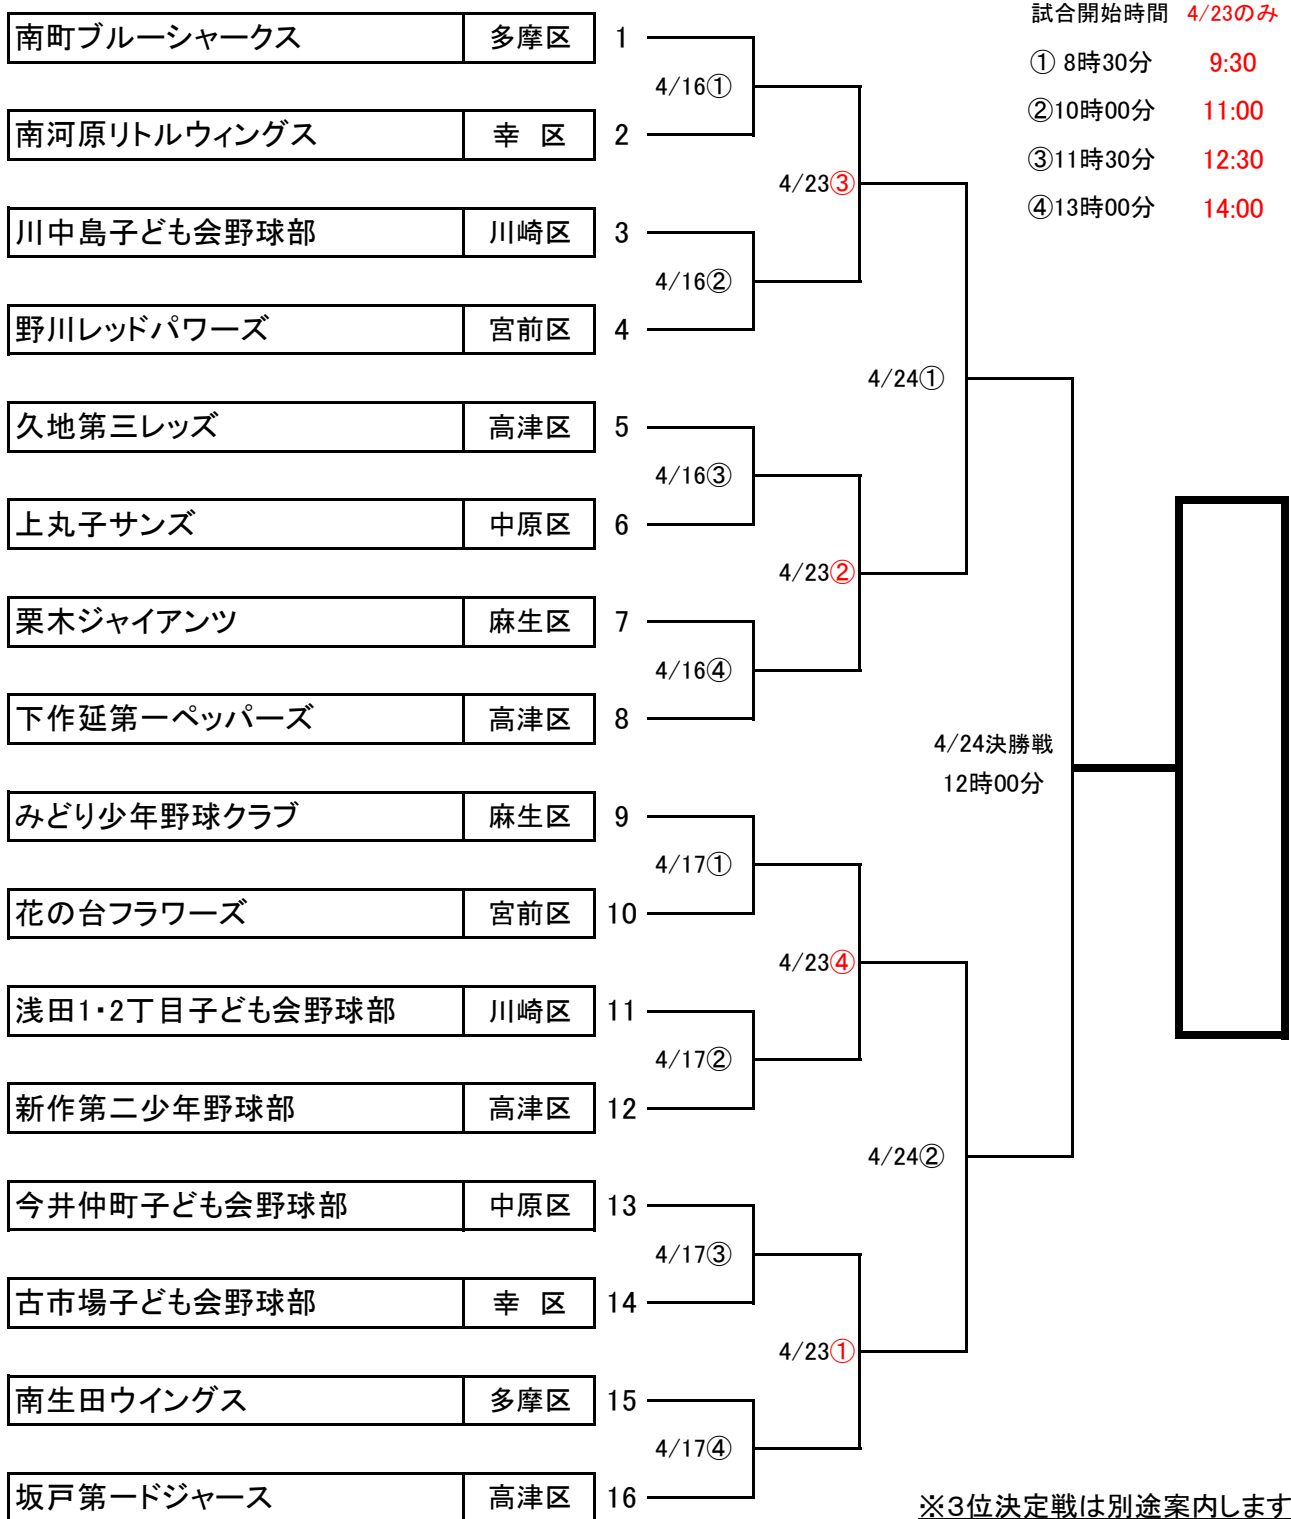 試合開始時間 4/23のみ
南町ブルーシャークス 多摩区 1
① 8時30分 9:30
4/16①
②10時00分 11:00
南河原リトルウィングス 幸 区 2
③11時30分 12:30
4/23③
④13時00分 14:00
川中島子ども会野球部 川崎区 3
4/16②
野川レッドパワーズ 宮前区 4
4/24①
久地第三レッズ 高津区 5
4/16③
上丸子サンズ 中原区 6
4/23②
栗木ジャイアンツ 麻生区 7
4/16④
下作延第一ペッパーズ 高津区 8
4/24決勝戦
12時00分
みどり少年野球クラブ 麻生区 9
4/17①
花の台フラワーズ 宮前区 10
4/23④
浅田1・2丁目子ども会野球部 川崎区 11
4/17②
新作第二少年野球部 高津区 12
4/24②
今井仲町子ども会野球部 中原区 13
4/17③
古市場子ども会野球部 幸 区 14
4/23①
南生田ウイングス 多摩区 15
4/17④
坂戸第一ドジャース 高津区 16
※3位決定戦は別途案内します